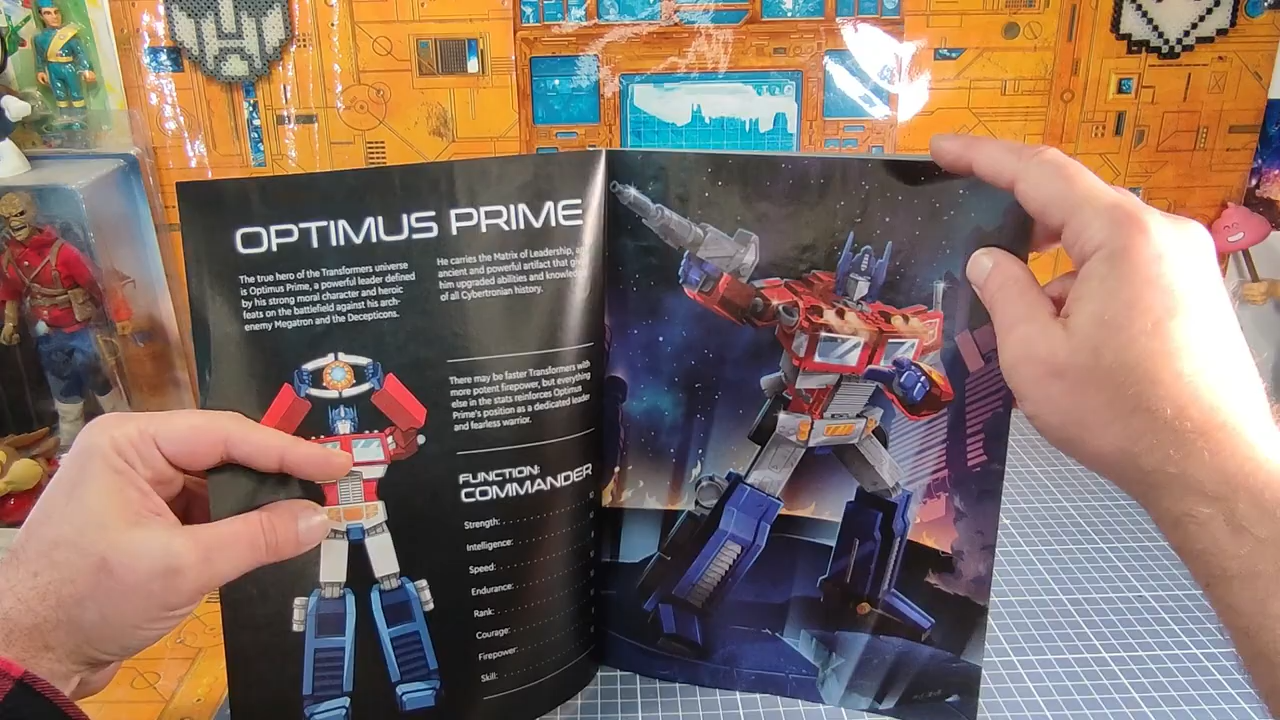 OPTIMUS PRIME
The true hero of the Transformers universe
is Optimus Prime, a powerful leader defined
by his strong moral character and heroic
feats on the battlefield against his arch-
enemy Megatron and the Decepticons.
He carries the Matrix of Leadership, an
ancient and powerful artifact that
him upgraded abilities and
of all Cybertronian history.
There may be faster Transformers with
more potent firepower, but everything
else in the stats reinforces Optimus
Prime's position as a dedicated leader
and fearless warrior.
FUNCTION:
COMMANDER
Strength:
Intelligence:
Speed:
Endurance:
Rank:
Courage:
Firepower:
Skill: